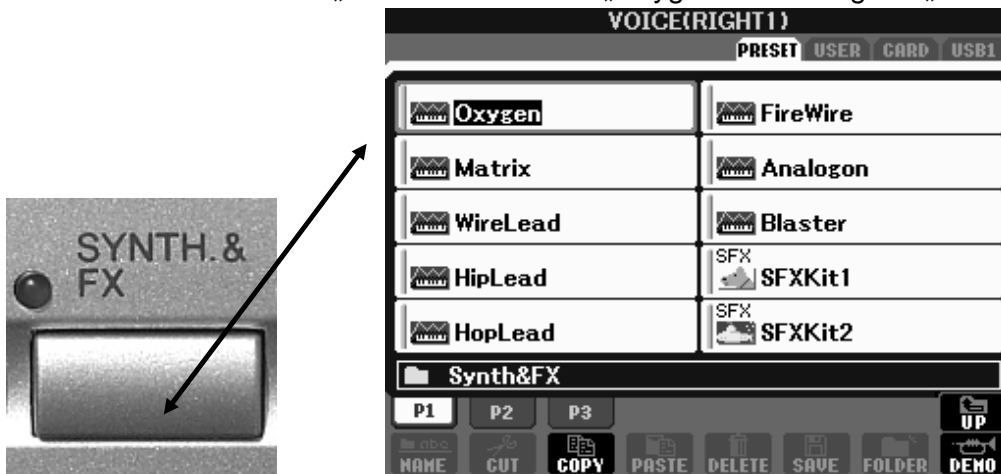 VOICE(RIGHT1)
PRESET USER CARD USB1
Oxygen FireWire
Matrix Analogon
WireLead Blaster
HipLead SFX SFXKit1
HopLead SFX SFXKit2
Synth&FX
P1 P2 P3 UP
abc
NAME CUT COPY PASTE DELETE SAVE FOLDER DEMO
SYNTH. &
FX